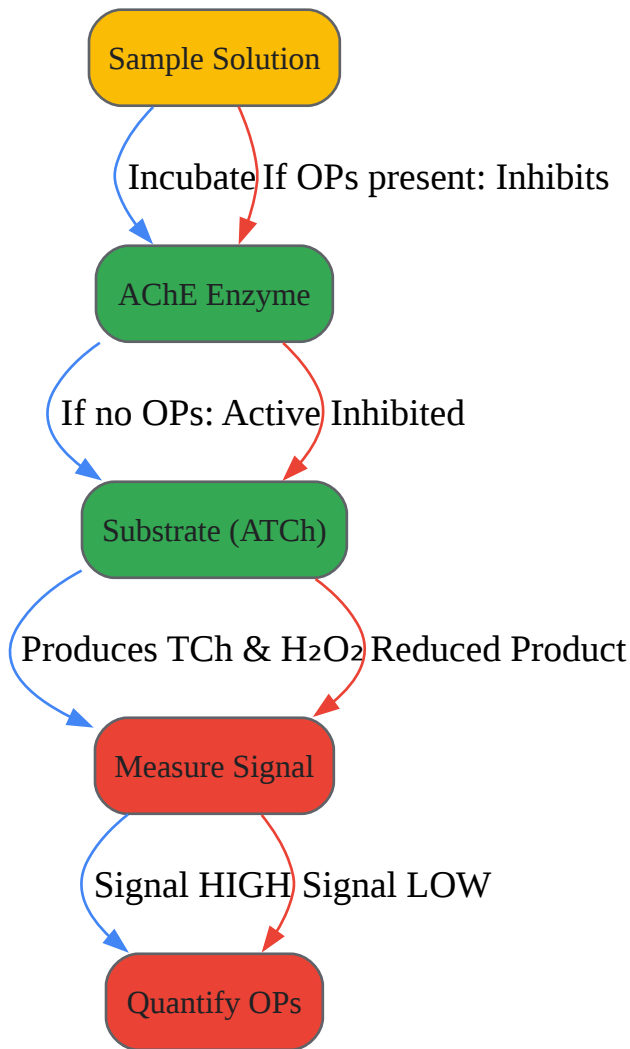 Sample Solution
Incubate If OPs present: Inhibits
AChE Enzyme
If no OPs: Active Inhibited
Substrate (ATCh)
Produces TCh & H₂O₂ Reduced Product
Measure Signal
Signal HIGH Signal LOW
Quantify OPs